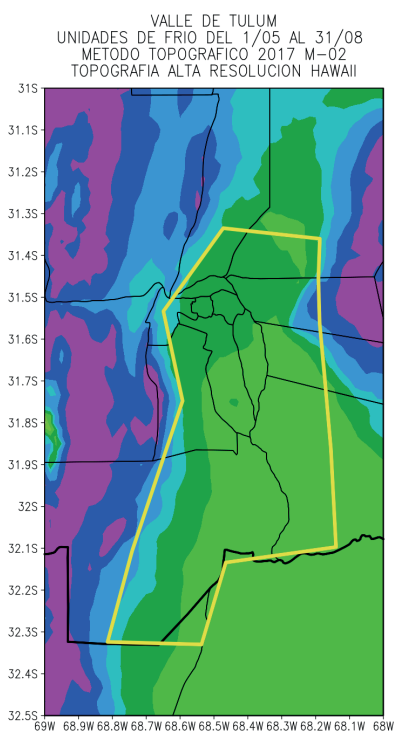 VALLE DE TULUM
UNIDADES DE FRIO DEL 1/05 AL 31/08
METODO TOPOGRAFICO 2017 M-02
TOPOGRAFIA ALTA RESOLUCION HAWAII
31S
31.1S
31.2S
31.3S
31.4S
31.5S
31.6S
31.7S
31.8S
31.9S
32S
32.1S
32.2S
32.3S
32.4S
32.5S
69W 68.9W 68.8W 68.7W 68.6W 68.5W 68.4W 68.3W 68.2W 68.1W 68W